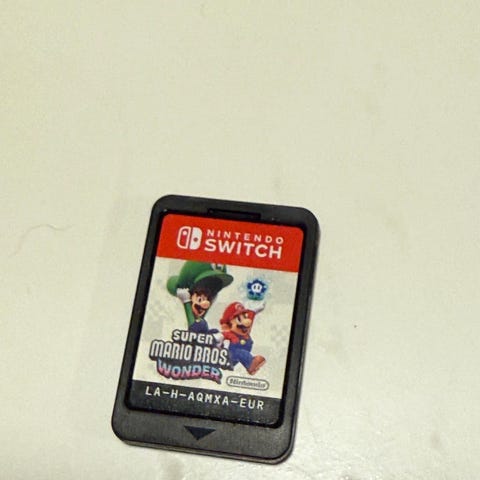 NINTENDO
SWITCH
SUPER
MARIO BROS.
WONDER
Nintendo
LA-H-AQMXA-EUR